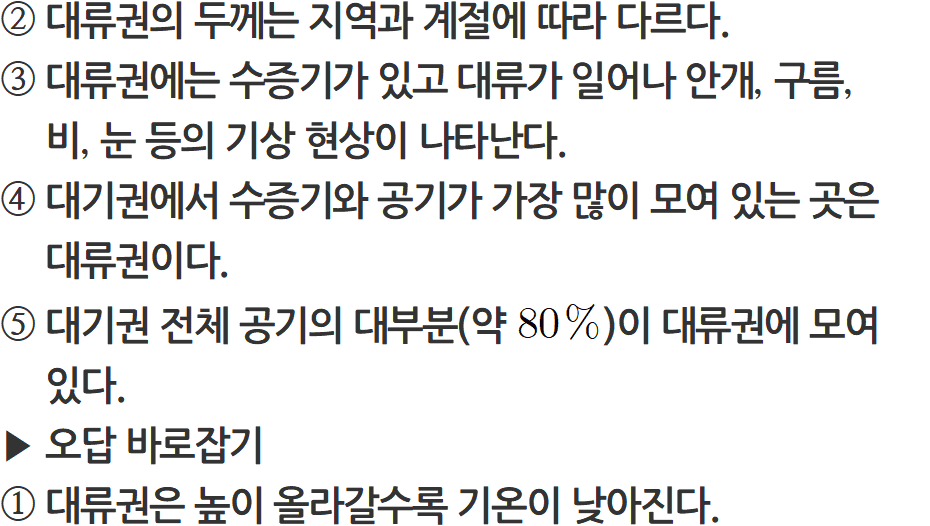 ② 대류권의 두께는 지역과 계절에 따라 다르다.
③ 대류권에는 수증기가 있고 대류가 일어나 안개, 구름,
비, 눈 등의 기상 현상이 나타난다.
④ 대기권에서 수증기와 공기가 가장 많이 모여 있는 곳은
대류권이다.
⑤ 대기권 전체 공기의 대부분(약 80%)이 대류권에 모여
있다.
▶ 오답 바로잡기
① 대류권은 높이 올라갈수록 기온이 낮아진다.